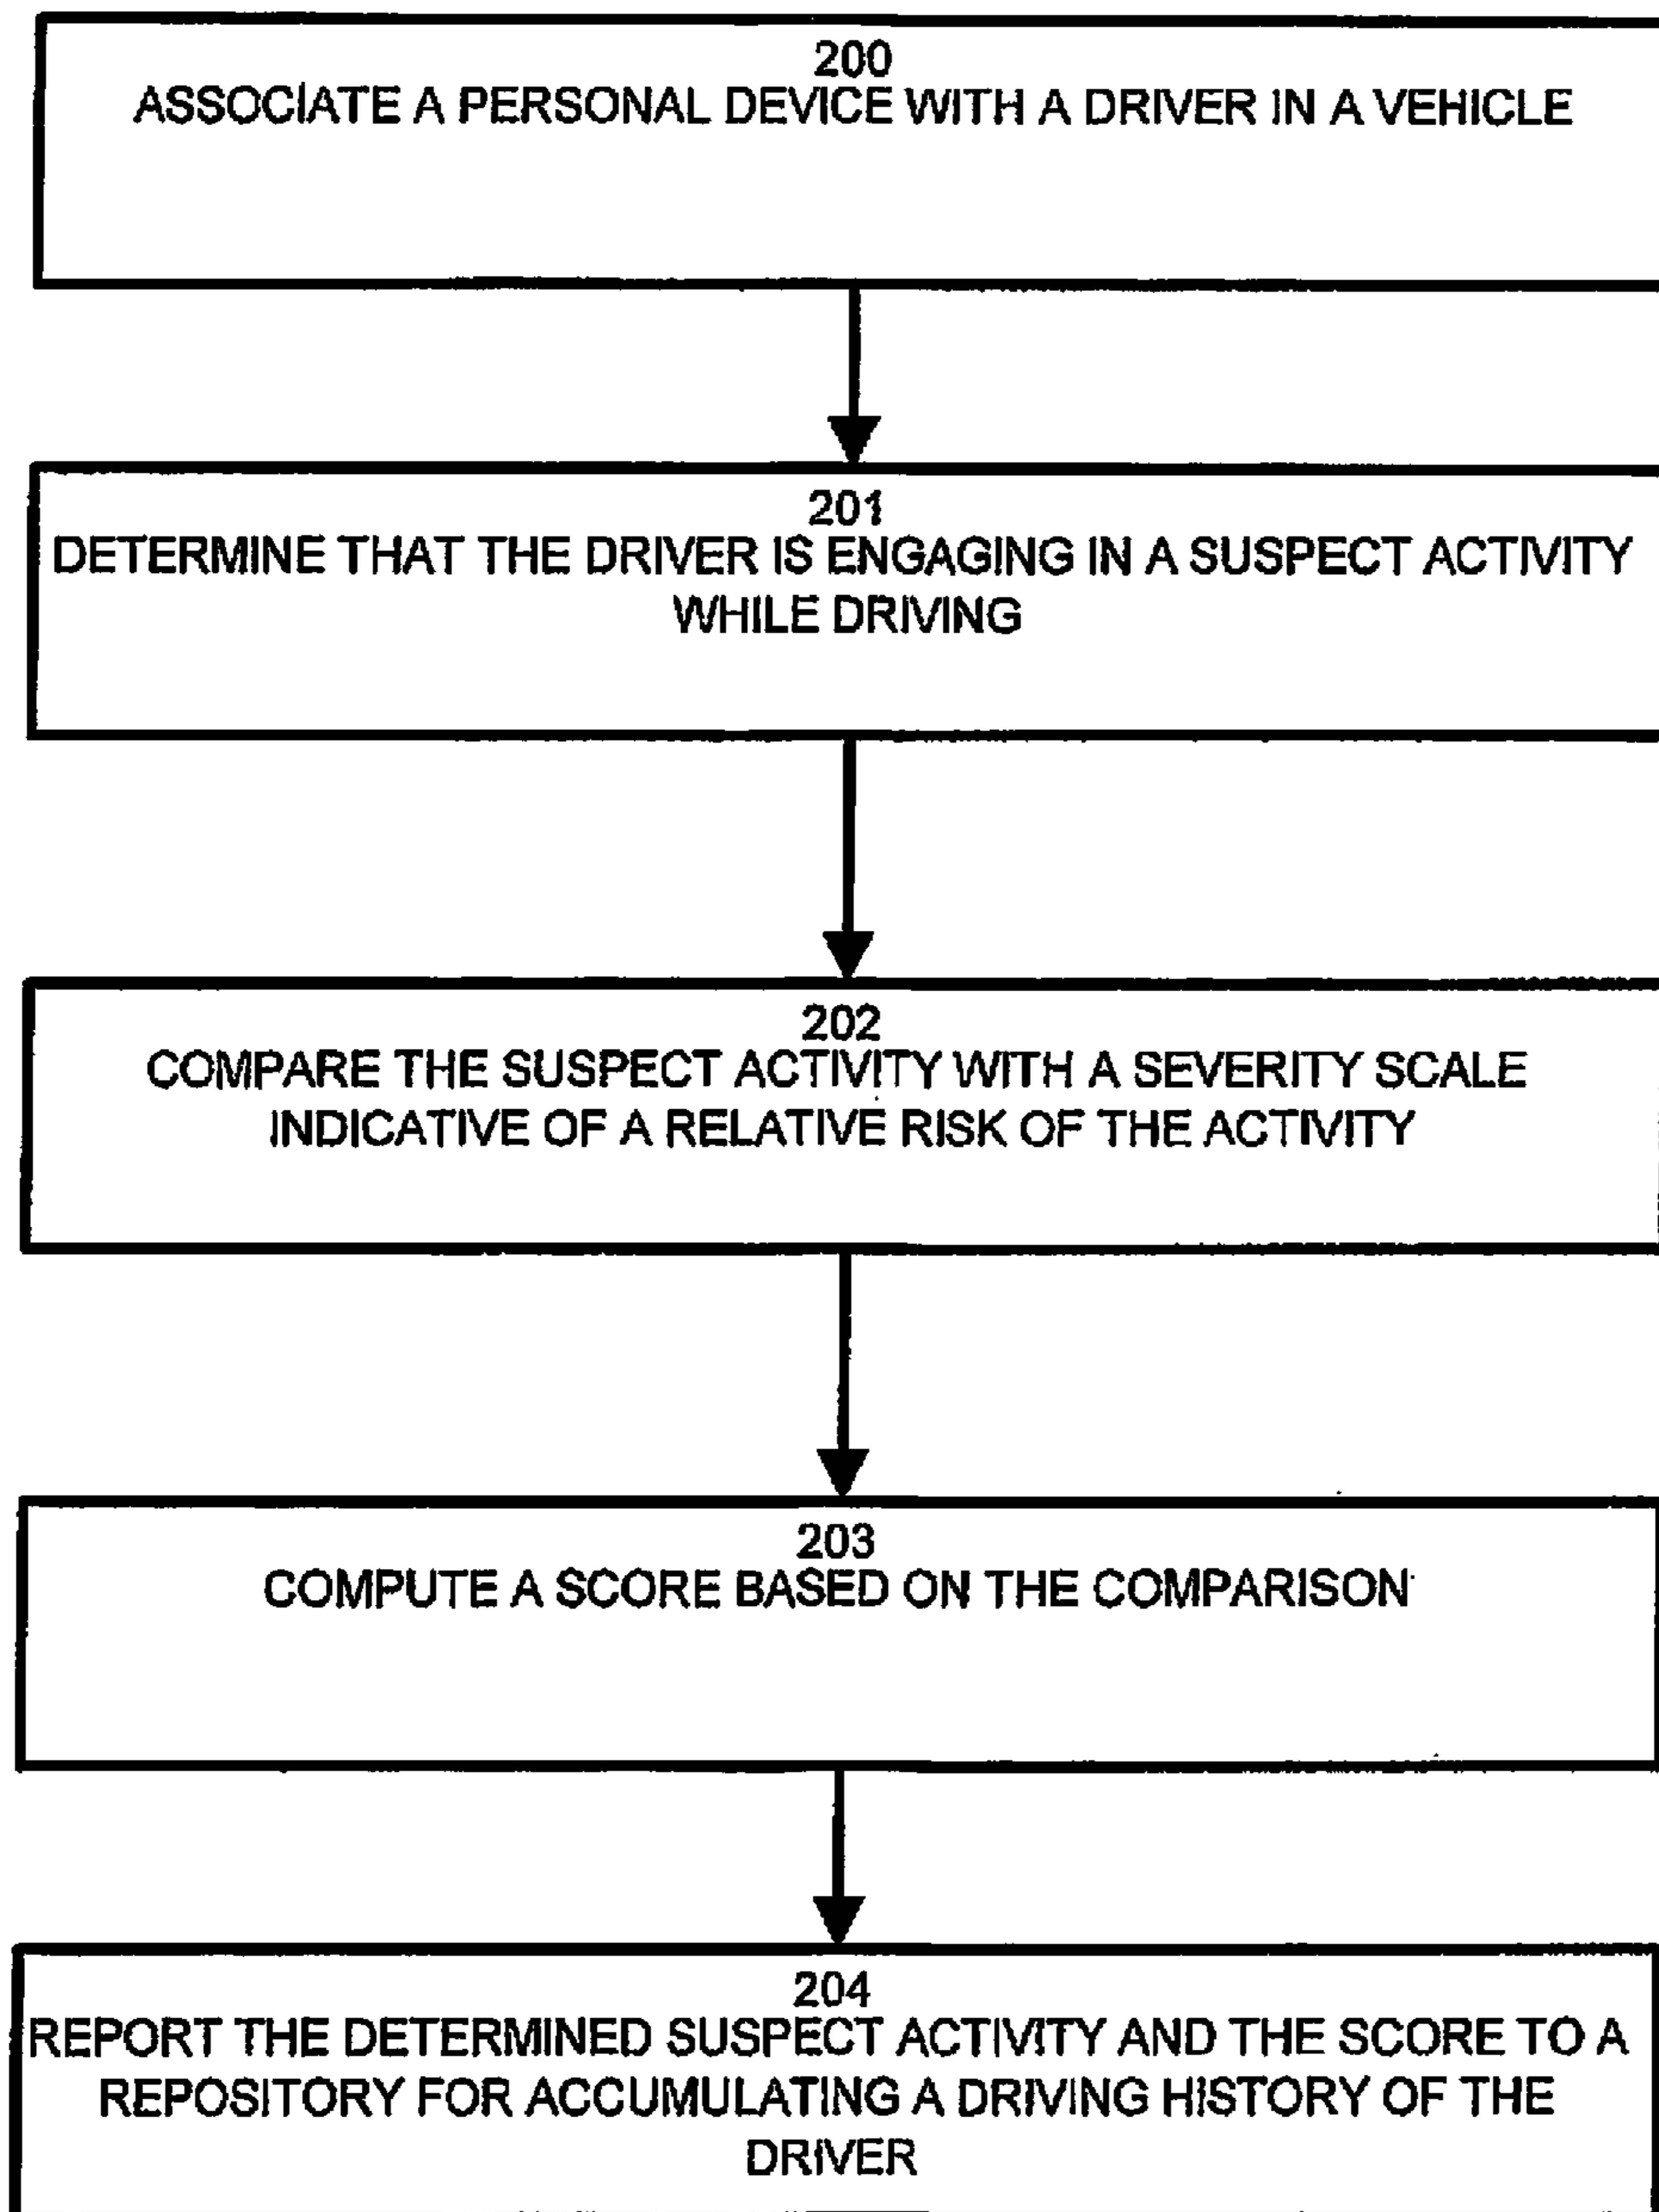 200
ASSOCIATE A PERSONAL DEVICE WITH A DRIVER IN A VEHICLE
201
DETERMINE THAT THE DRIVER IS ENGAGING IN A SUSPECT ACTIVITY
WHILE DRIVING
202
COMPARE THE SUSPECT ACTIVITY WITH A SEVERITY SCALE
INDICATIVE OF A RELATIVE RISK OF THE ACTIVITY
203
COMPUTE A SCORE BASED ON THE COMPARISON
204
REPORT THE DETERMINED SUSPECT ACTIVITY AND THE SCORE TO A
REPOSITORY FOR ACCUMULATING A DRIVING HISTORY OF THE
DRIVER